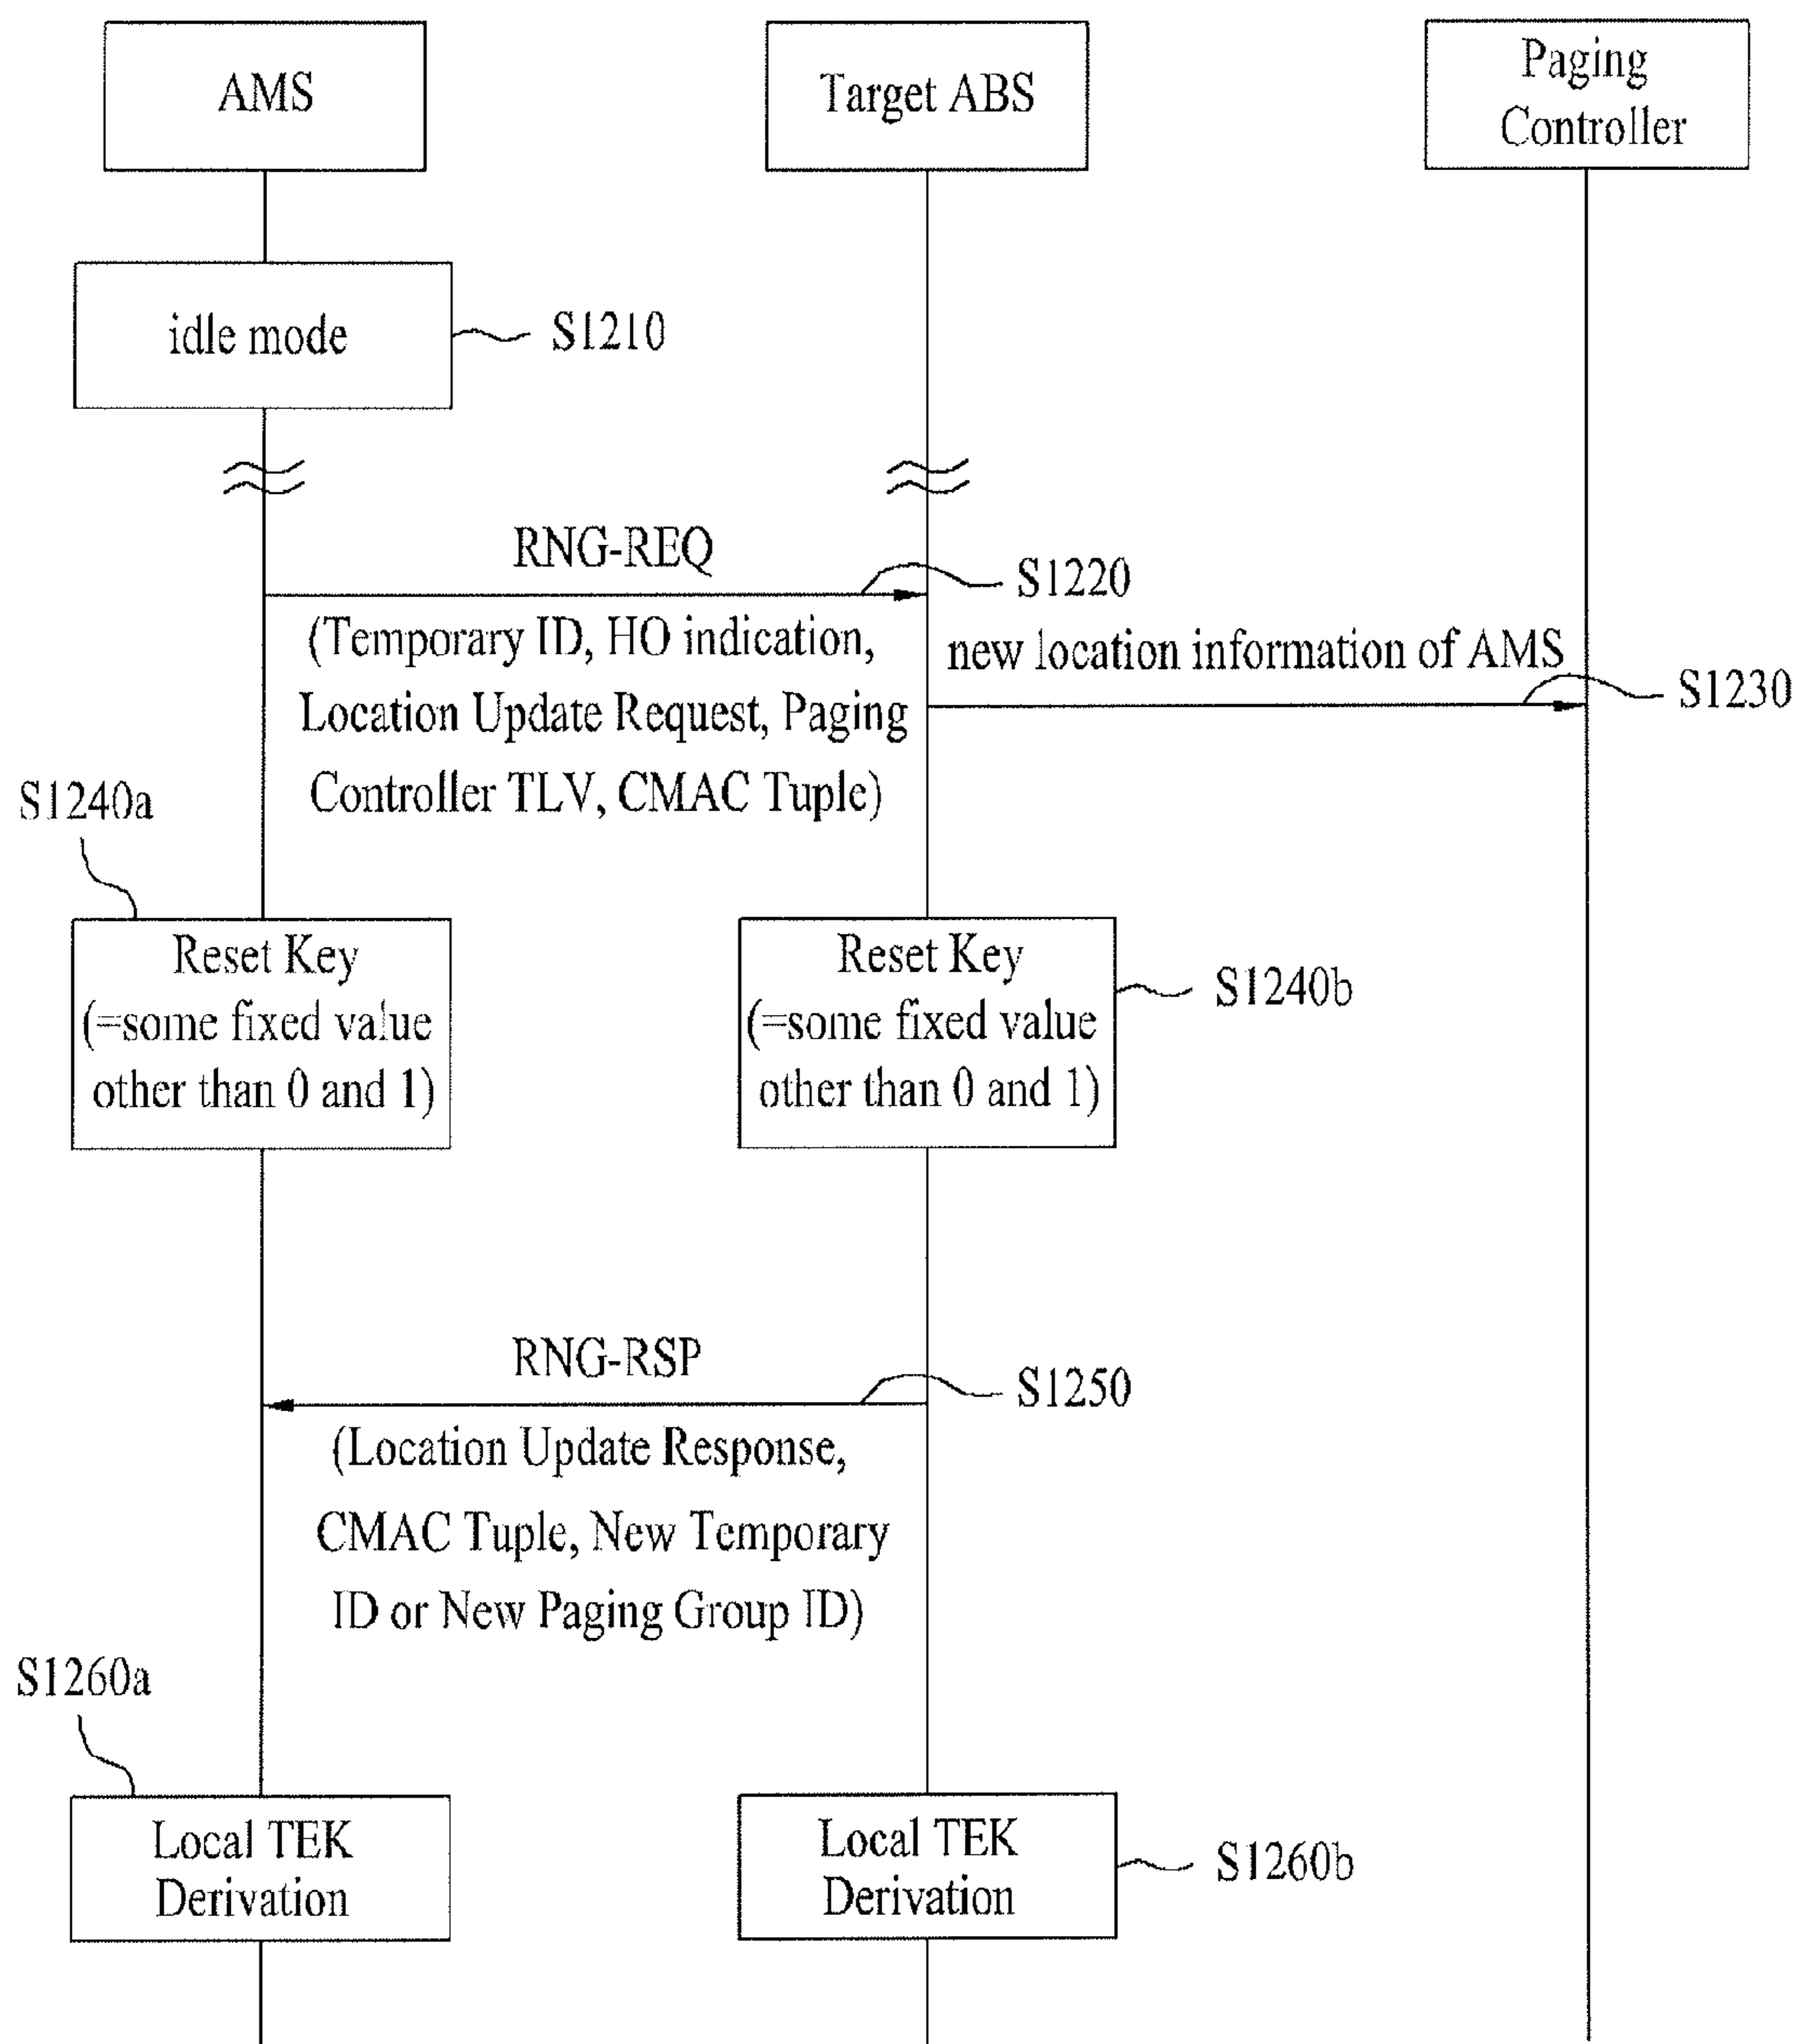 AMS
Target ABS
Paging
Controller
idle mode
S1210
RNG-REQ
S1220
(Temporary ID, HO indication,
Location Update Request, Paging
Controller TLV, CMAC Tuple)
new location information of AMS
S1230
S1240a
Reset Key
(=some fixed value
other than 0 and 1)
Reset Key
(=some fixed value
other than 0 and 1)
S1240b
RNG-RSP
S1250
(Location Update Response,
CMAC Tuple, New Temporary
ID or New Paging Group ID)
S1260a
Local TEK
Derivation
Local TEK
Derivation
S1260b